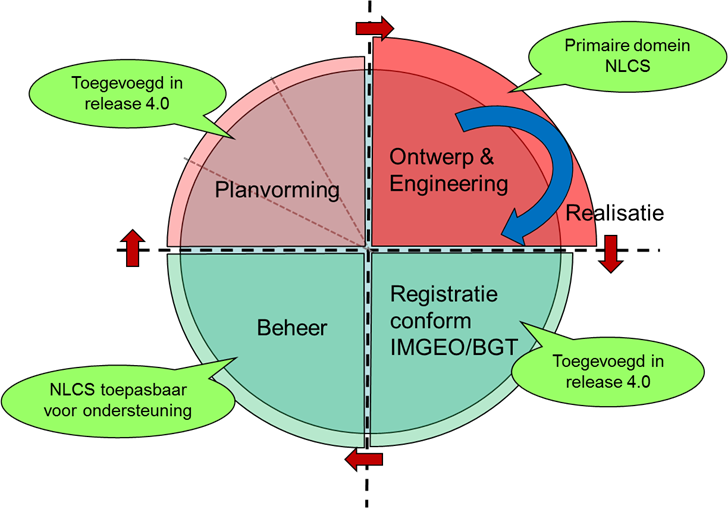 Primaire domein
NLCS
Toegevoegd in
release 4.0
Ontwerp &
Engineering
Planvorming
Realisatie
Registratie
conform
IMGEO/BGT
Beheer
Toegevoegd in
release 4.0
NLCS toepasbaar
voor ondersteuning